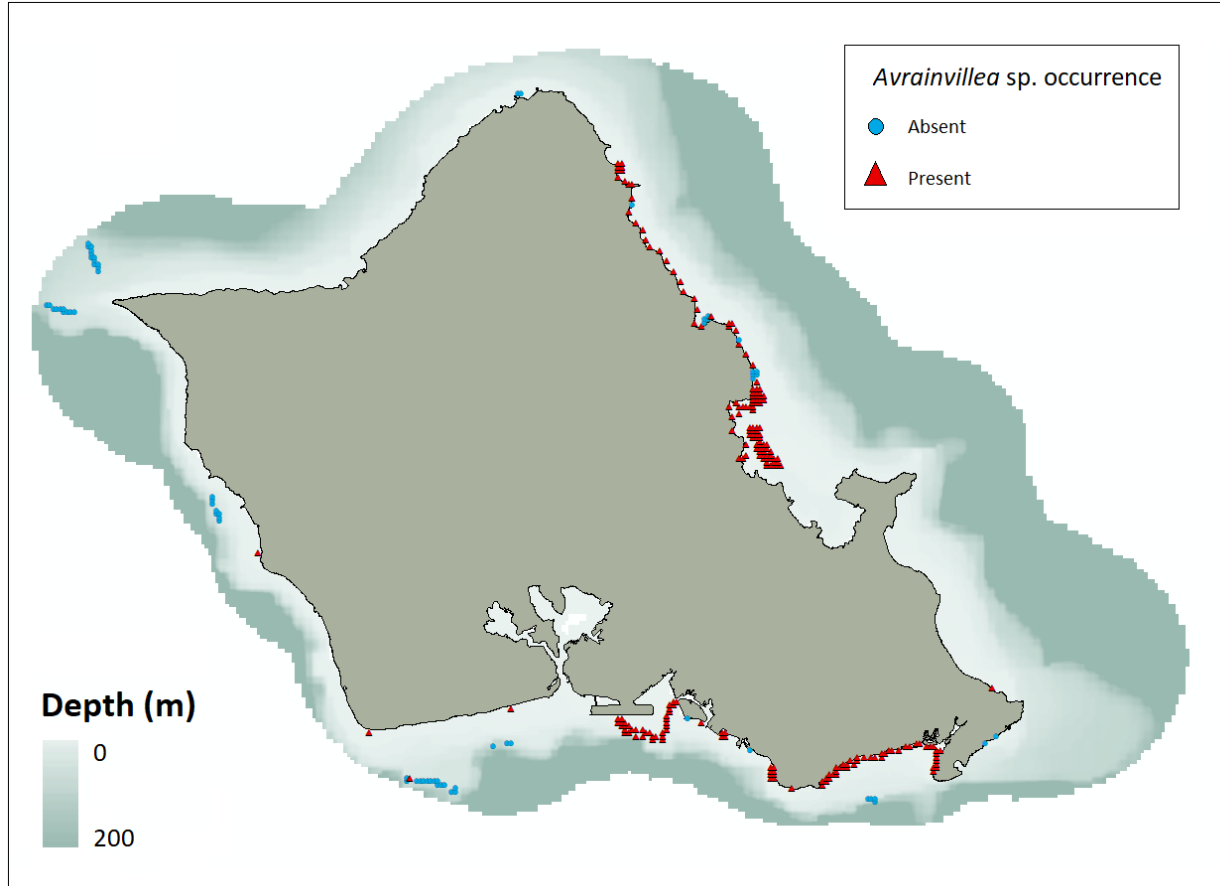 Avrainvillea sp. occurrence
Absent
Present
Depth (m)
0
200